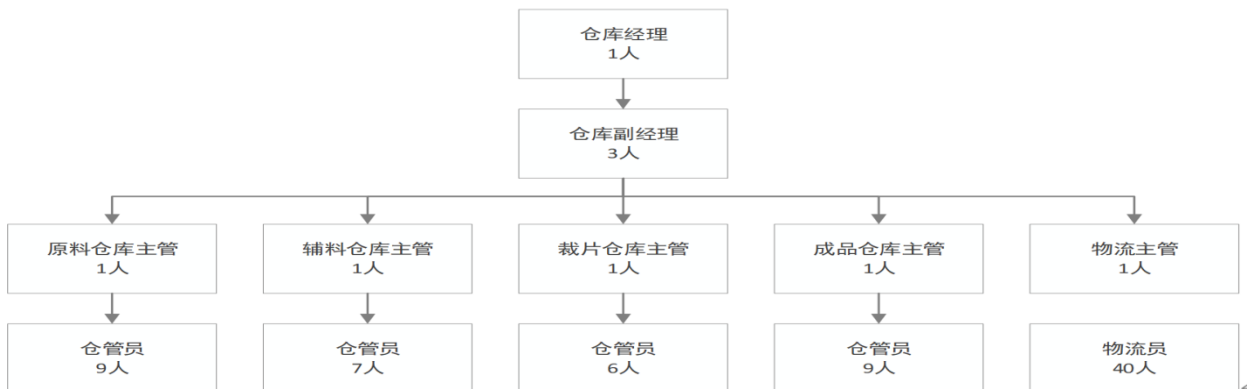 仓库经理
1人
仓库副经理
3人
原料仓库主管
1人
辅料仓库主管
1人
裁片仓库主管
1人
成品仓库主管
1人
物流主管
1人
仓管员
9人
仓管员
7人
仓管员
6人
仓管员
9人
物流员
40人